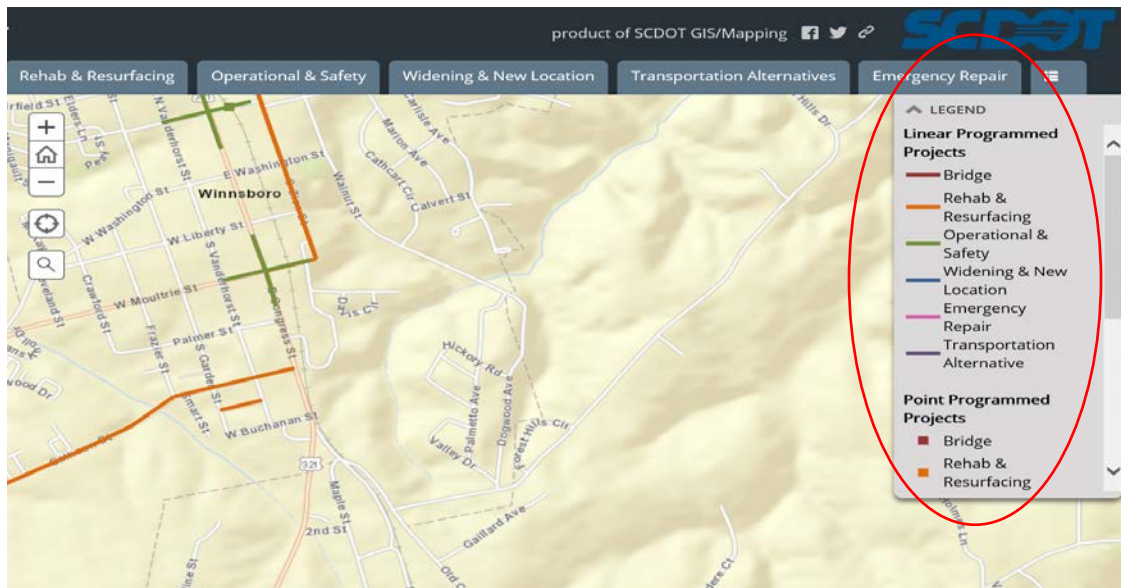 product of SCDOT GIS/Mapping
SCDOT
Rehab & Resurfacing
Operational & Safety
Widening & New Location
Transportation Alternatives
Emergency Repair
LEGEND
Linear Programmed
Projects
Bridge
Rehab &
Resurfacing
Operational &
Safety
Widening & New
Location
Emergency
Repair
Transportation
Alternative
Point Programmed
Projects
Bridge
Rehab &
Resurfacing
Elders Ln
N Vanderhorst St
Carlisle Ave
Marion Ave
Cathcart Cir
Calvert St
Walnut St
Hills Dr
E Washington St
Winnsboro
W Washington St
W Liberty St
S Vanderhorst St
Crawford St
W Moultrie St
Palmer St
Frazier St
S Garden St
S Congress St
Smart St
W Buchanan St
321
Maple St
2nd St
Hickory Rd
Palmetto Ave
Dogwood Ave
Valley Dr
Forest Hills Cir
Gaillard Ave